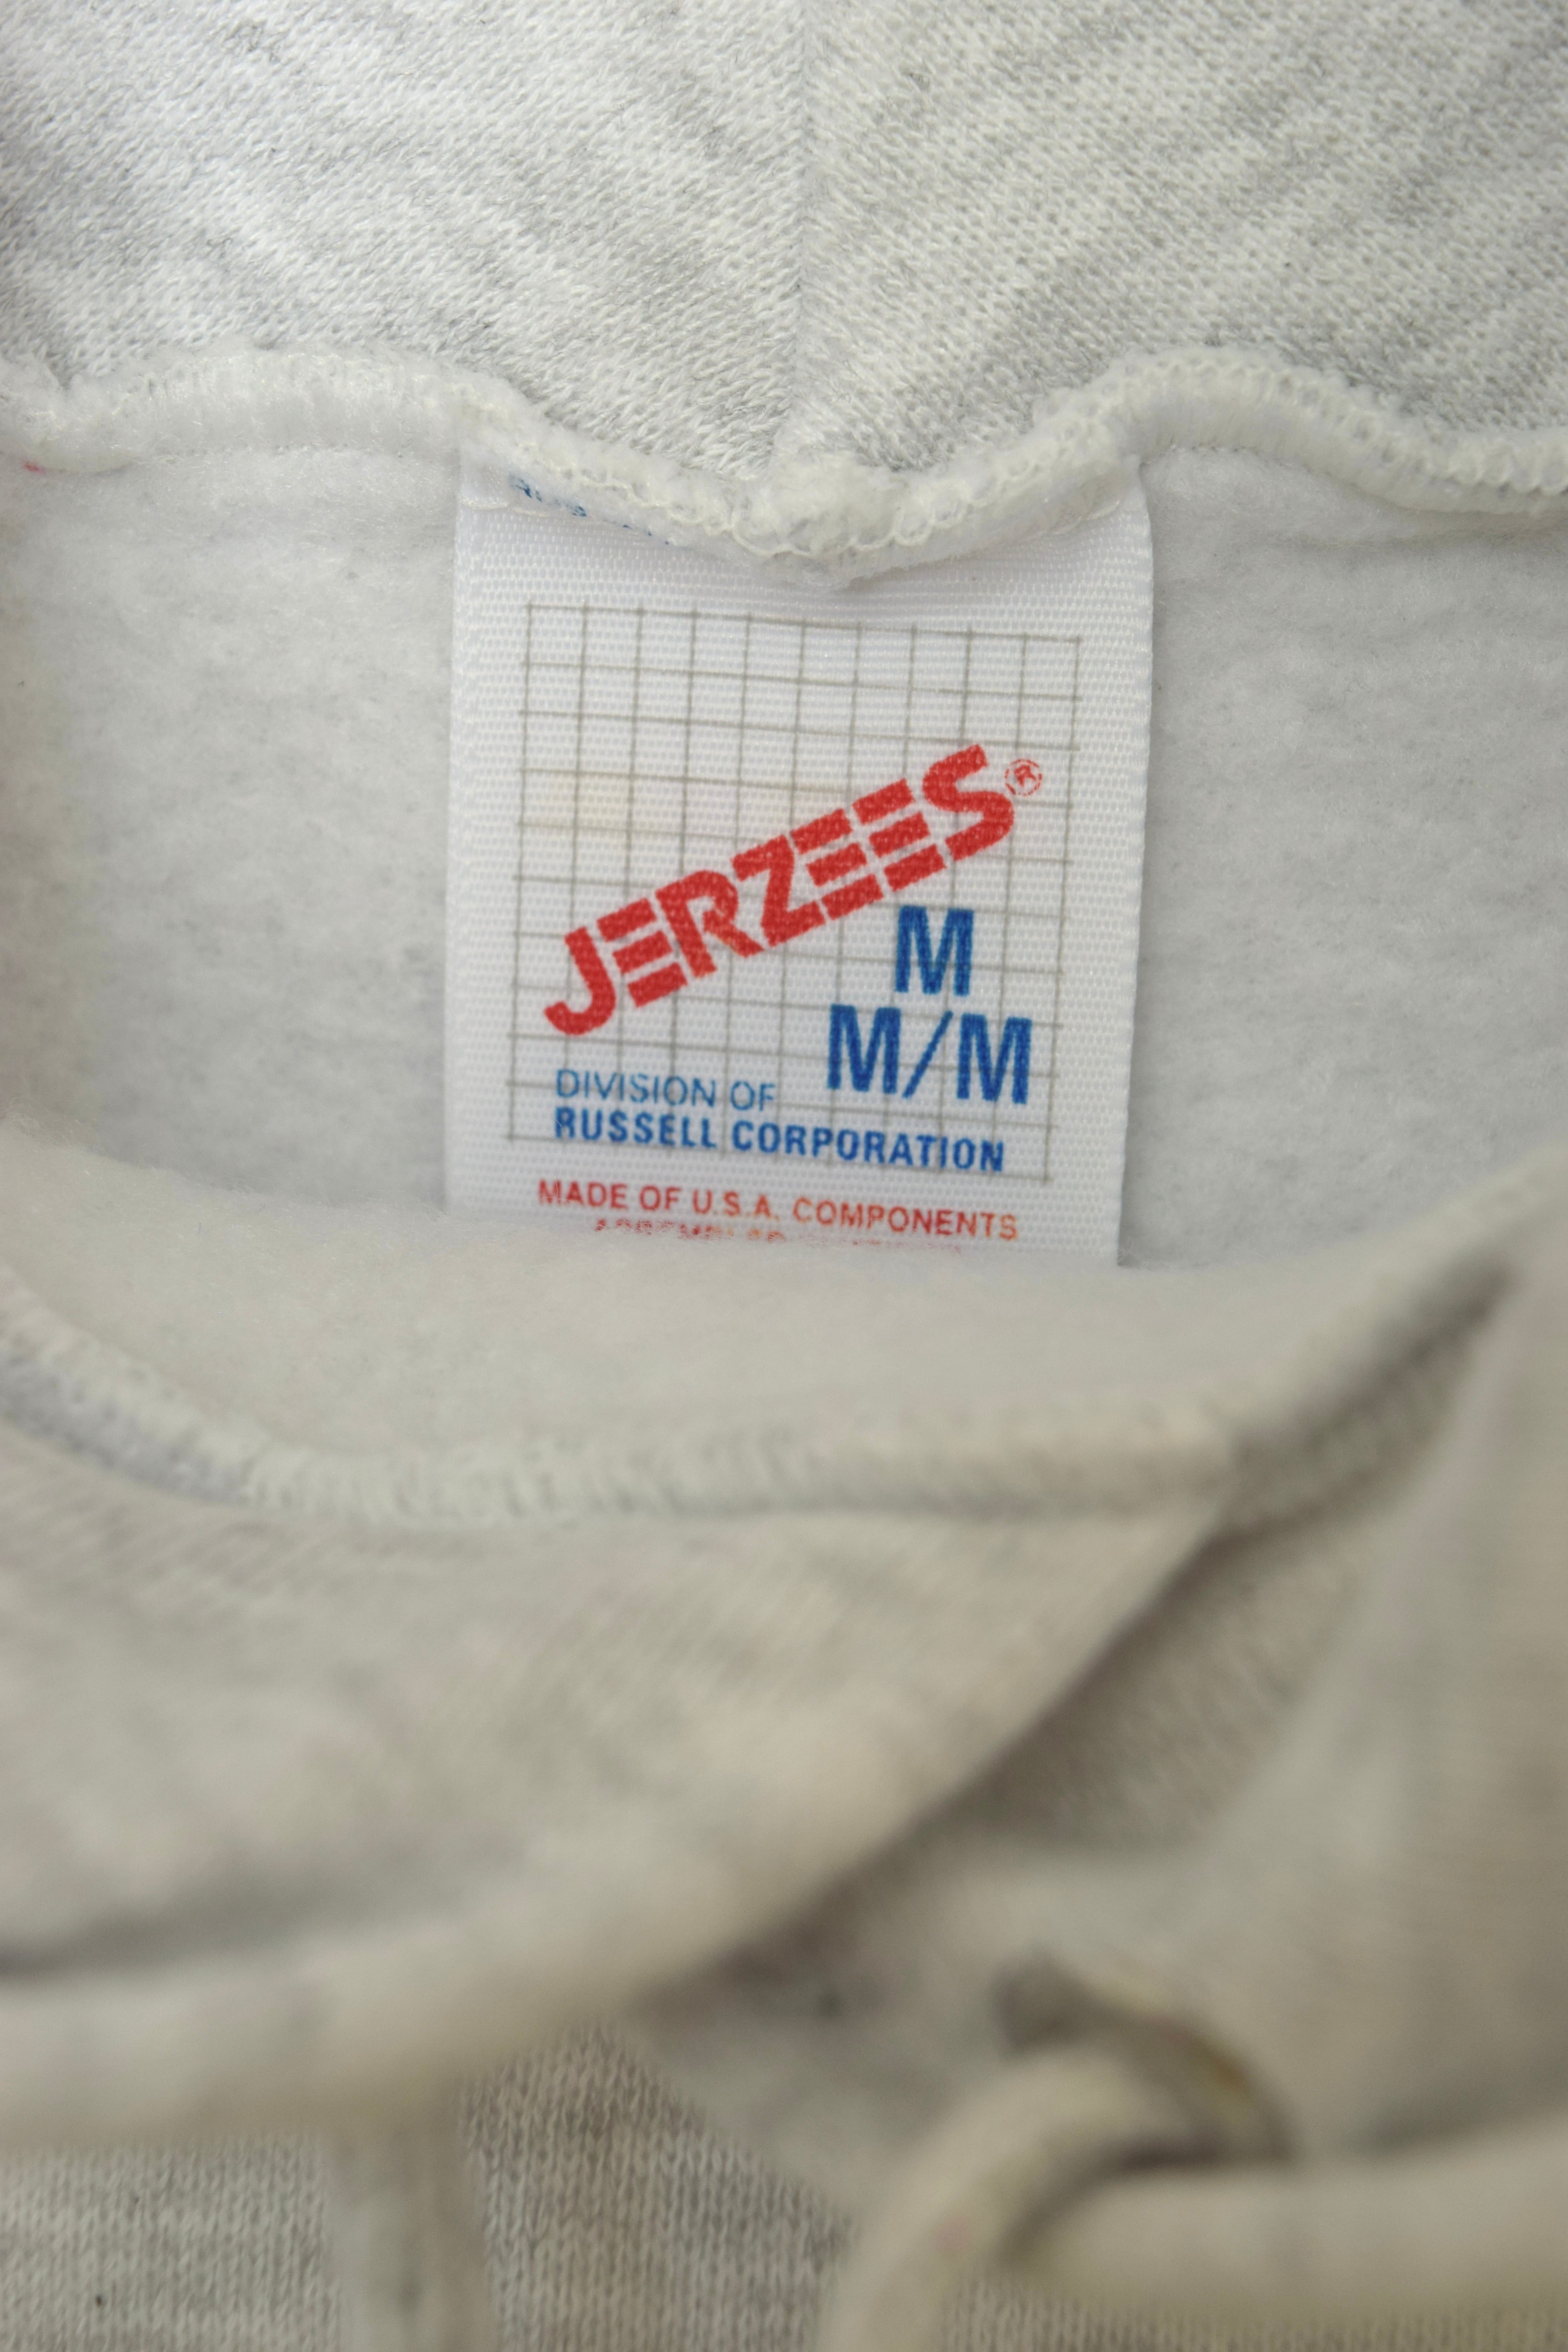 JERZEES®
M
M/M
DIVISION OF
RUSSELL CORPORATION
MADE OF U.S.A. COMPONENTS